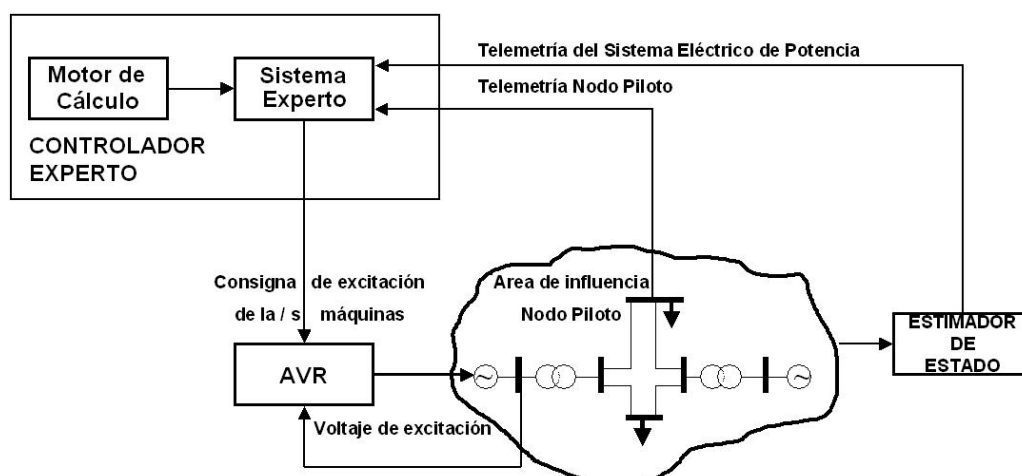 Telemetría del Sistema Eléctrico de Potencia
Motor de
Cálculo
Sistema
Experto
Telemetría Nodo Piloto
CONTROLADOR
EXPERTO
Consigna de excitación
de la / s máquinas
Area de influencia
Nodo Piloto
ESTIMADOR
DE
ESTADO
AVR
Voltaje de excitación